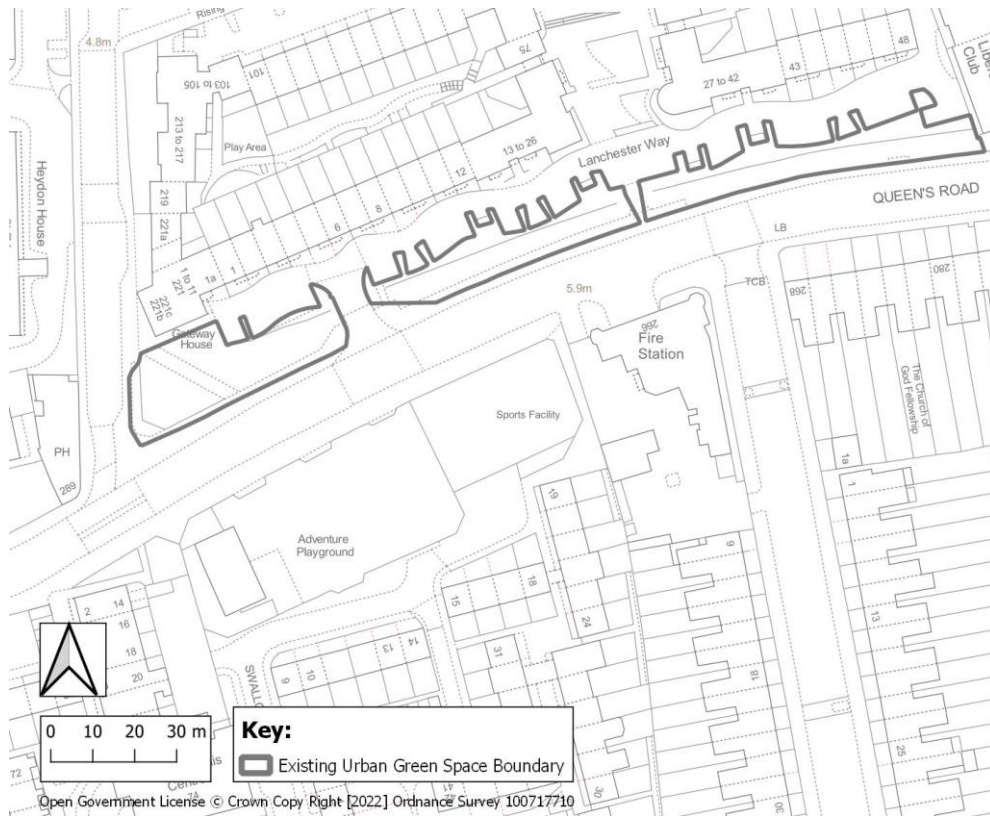 Rising
4.8m
103 to 105
101
75
213 to 217
Play Area
13 to 26
Lanchester Way
27 to 42
43
48
Club
Heydon House
219
221a
12
8
6
1
1a
1 to 11
221
221c
221b
Gateway
House
QUEEN'S ROAD
LB
TCB
5.9m
268
280
266
Fire
Station
The Church of
God Fellowship
PH
289
Sports Facility
Adventure
Playground
1a
1
19
9
2
14
16
18
20
15
18
24
31
13
14
9
10
13
18
25
30
30
72
74
0 10 20 30 m
Key:
Existing Urban Green Space Boundary
Open Government License © Crown Copy Right [2022] Ordnance Survey 100717710